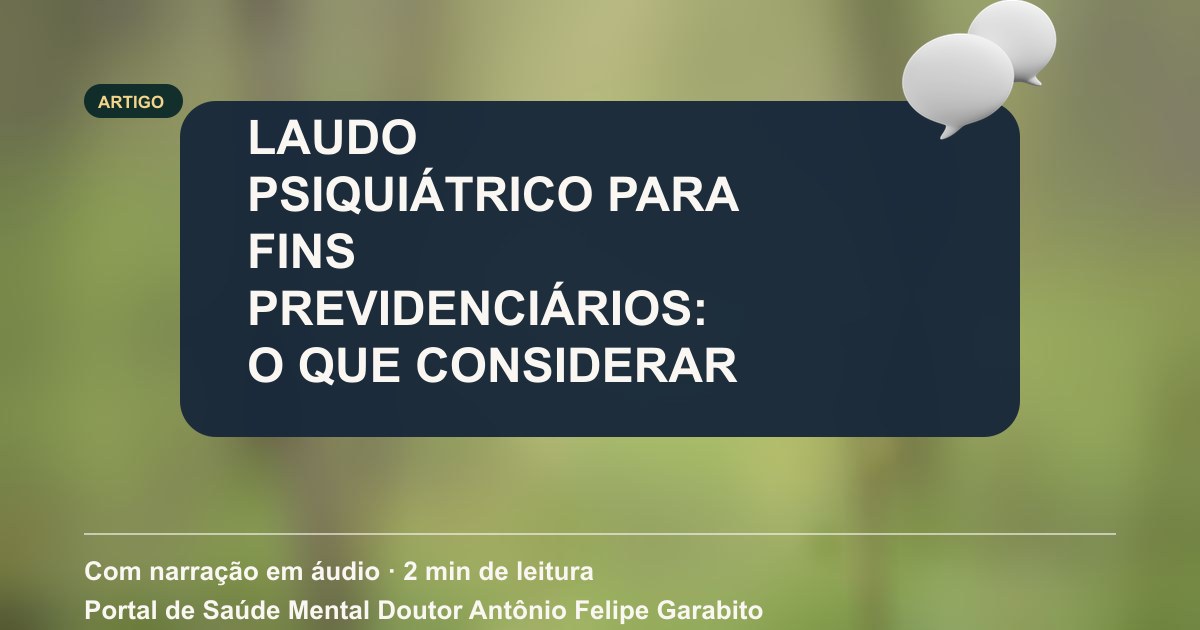 ARTIGO
LAUDO
PSIQUIÁTRICO PARA
FINS
PREVIDENCIÁRIOS:
O QUE CONSIDERAR
Com narração em áudio · 2 min de leitura
Portal de Saúde Mental Doutor Antônio Felipe Garabito